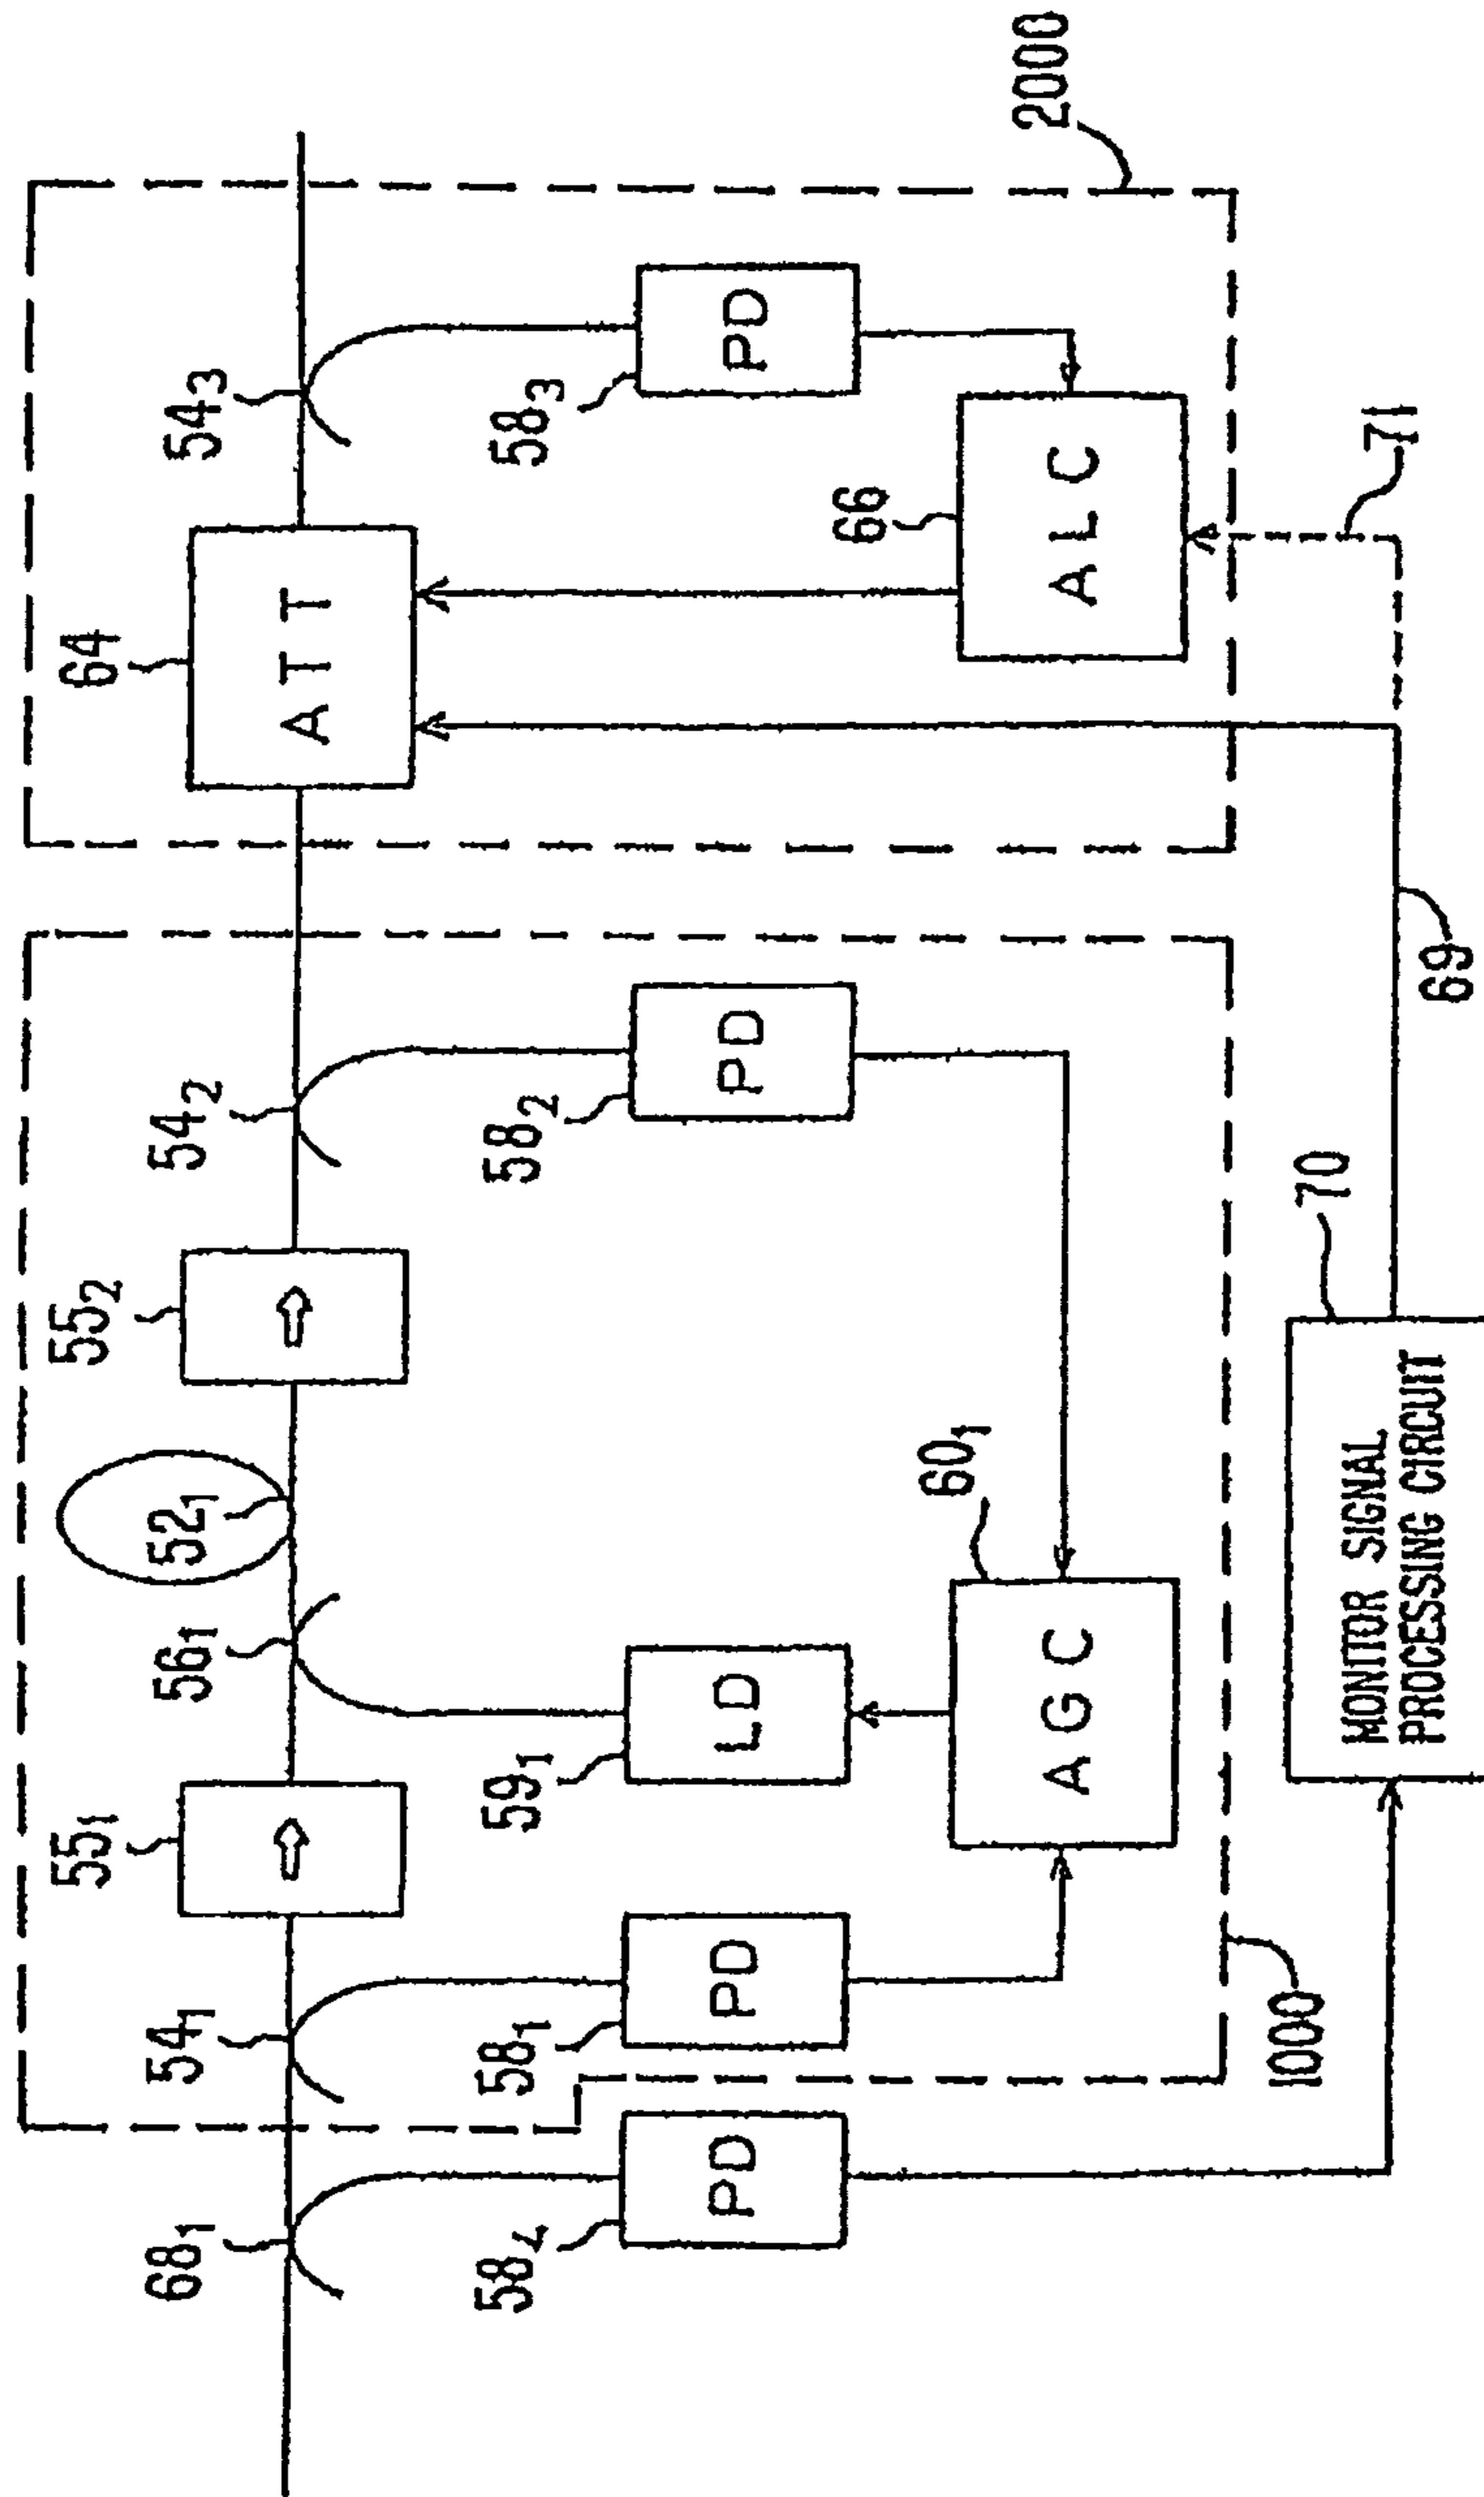 68₁
54₁
55₁
56₁
52₁
55₂
54₂
64
54₃
ATT
58₄
58₁
59₁
58₂
58₃
PD
PD
LD
PD
PD
60₁
66
AGC
ALC
1000
2000
70
MONITOR SIGNAL
PROCESSING CIRCUIT
69
71